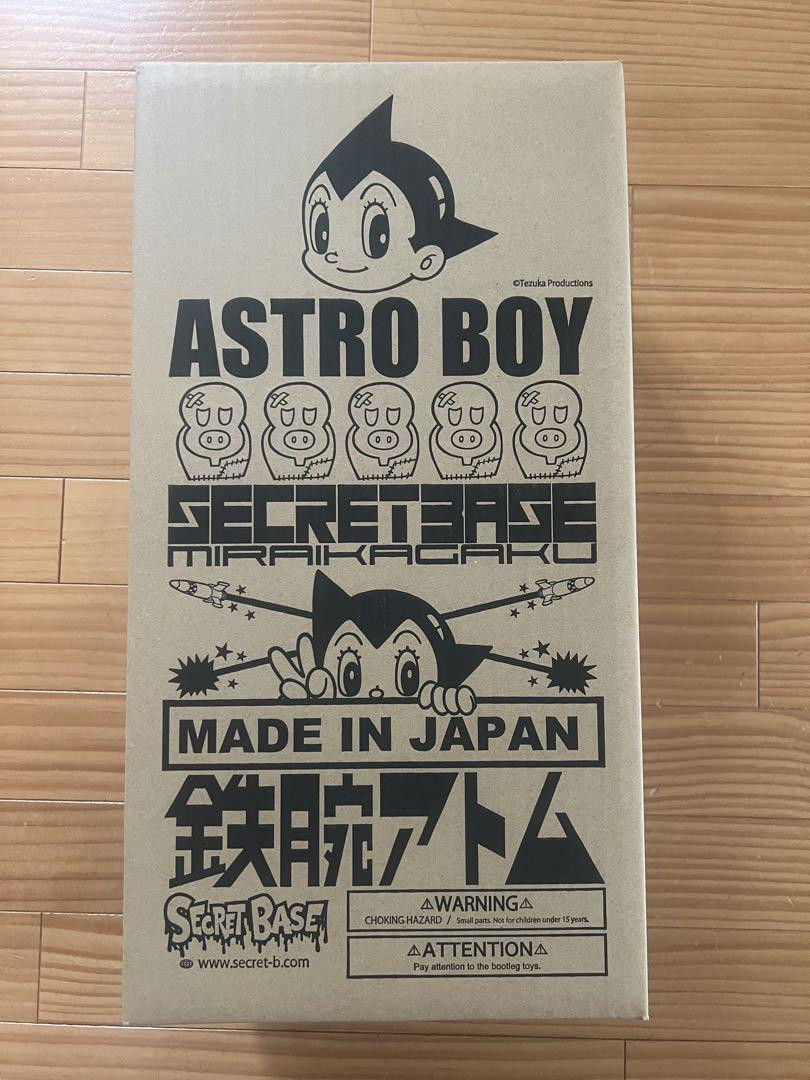 ©Tezuka Productions
ASTRO BOY
SECRETBASE
MIRAIKAGAKU
MADE IN JAPAN
鉄腕アトム
SECRET BASE
www.secret-b.com
⚠WARNING⚠
CHOKING HAZARD / Small parts. Not for children under 15 years.
⚠ATTENTION⚠
Pay attention to the bootleg toys.